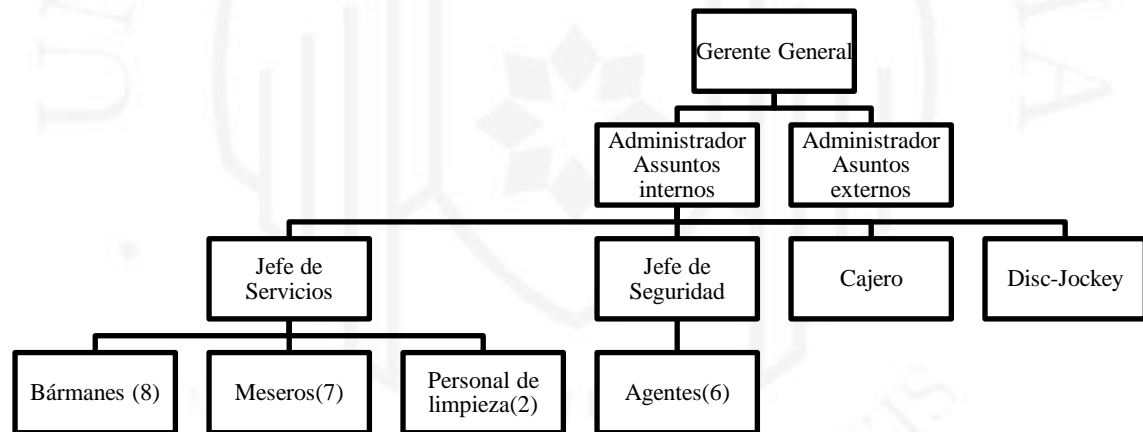 Gerente General
Administrador
Assuntos
internos
Administrador
Asuntos
externos
Jefe de
Servicios
Jefe de
Seguridad
Cajero
Disc-Jockey
Bármanes (8)
Meseros(7)
Personal de
limpieza(2)
Agentes(6)